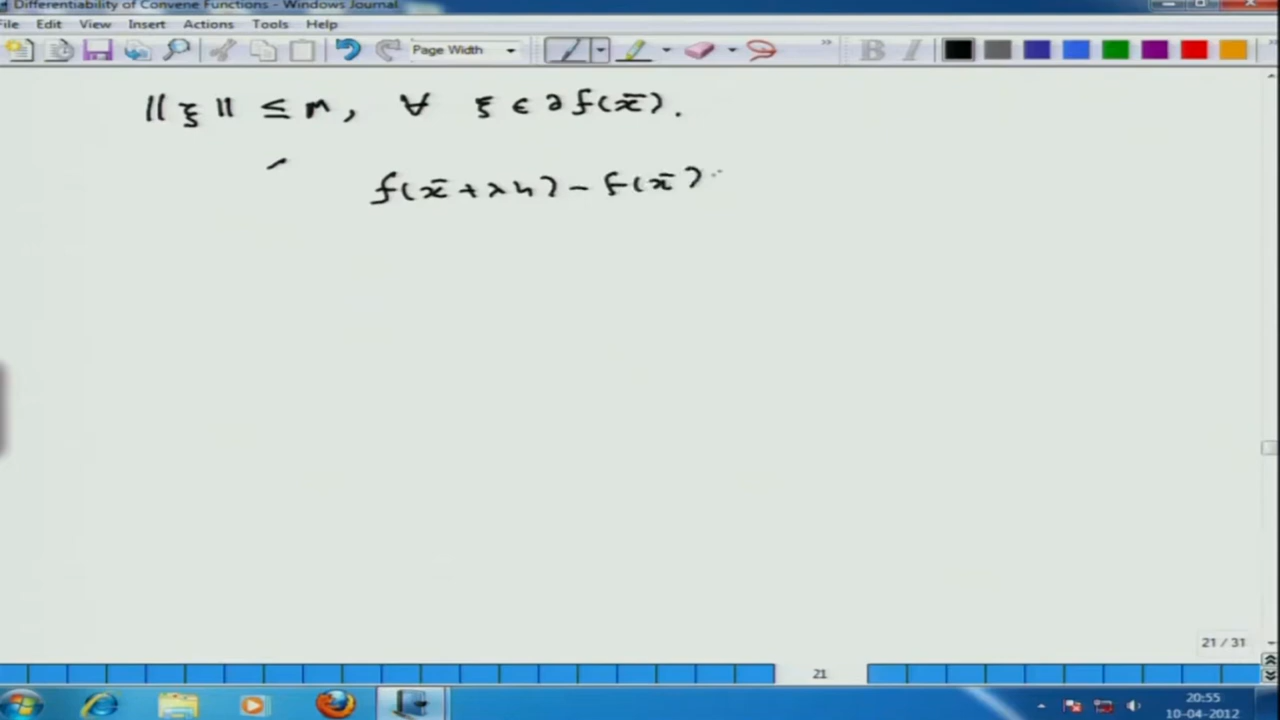 Differentiability of Convene Functions - Windows Journal
File Edit View Insert Actions Tools Help
Page Width
B I
‖ξ‖ ≤ M, ∀ ξ ∈ ∂f(x̄).
f(x̄ + λh) - f(x̄)
21 / 31
21
20:55
10-04-2012